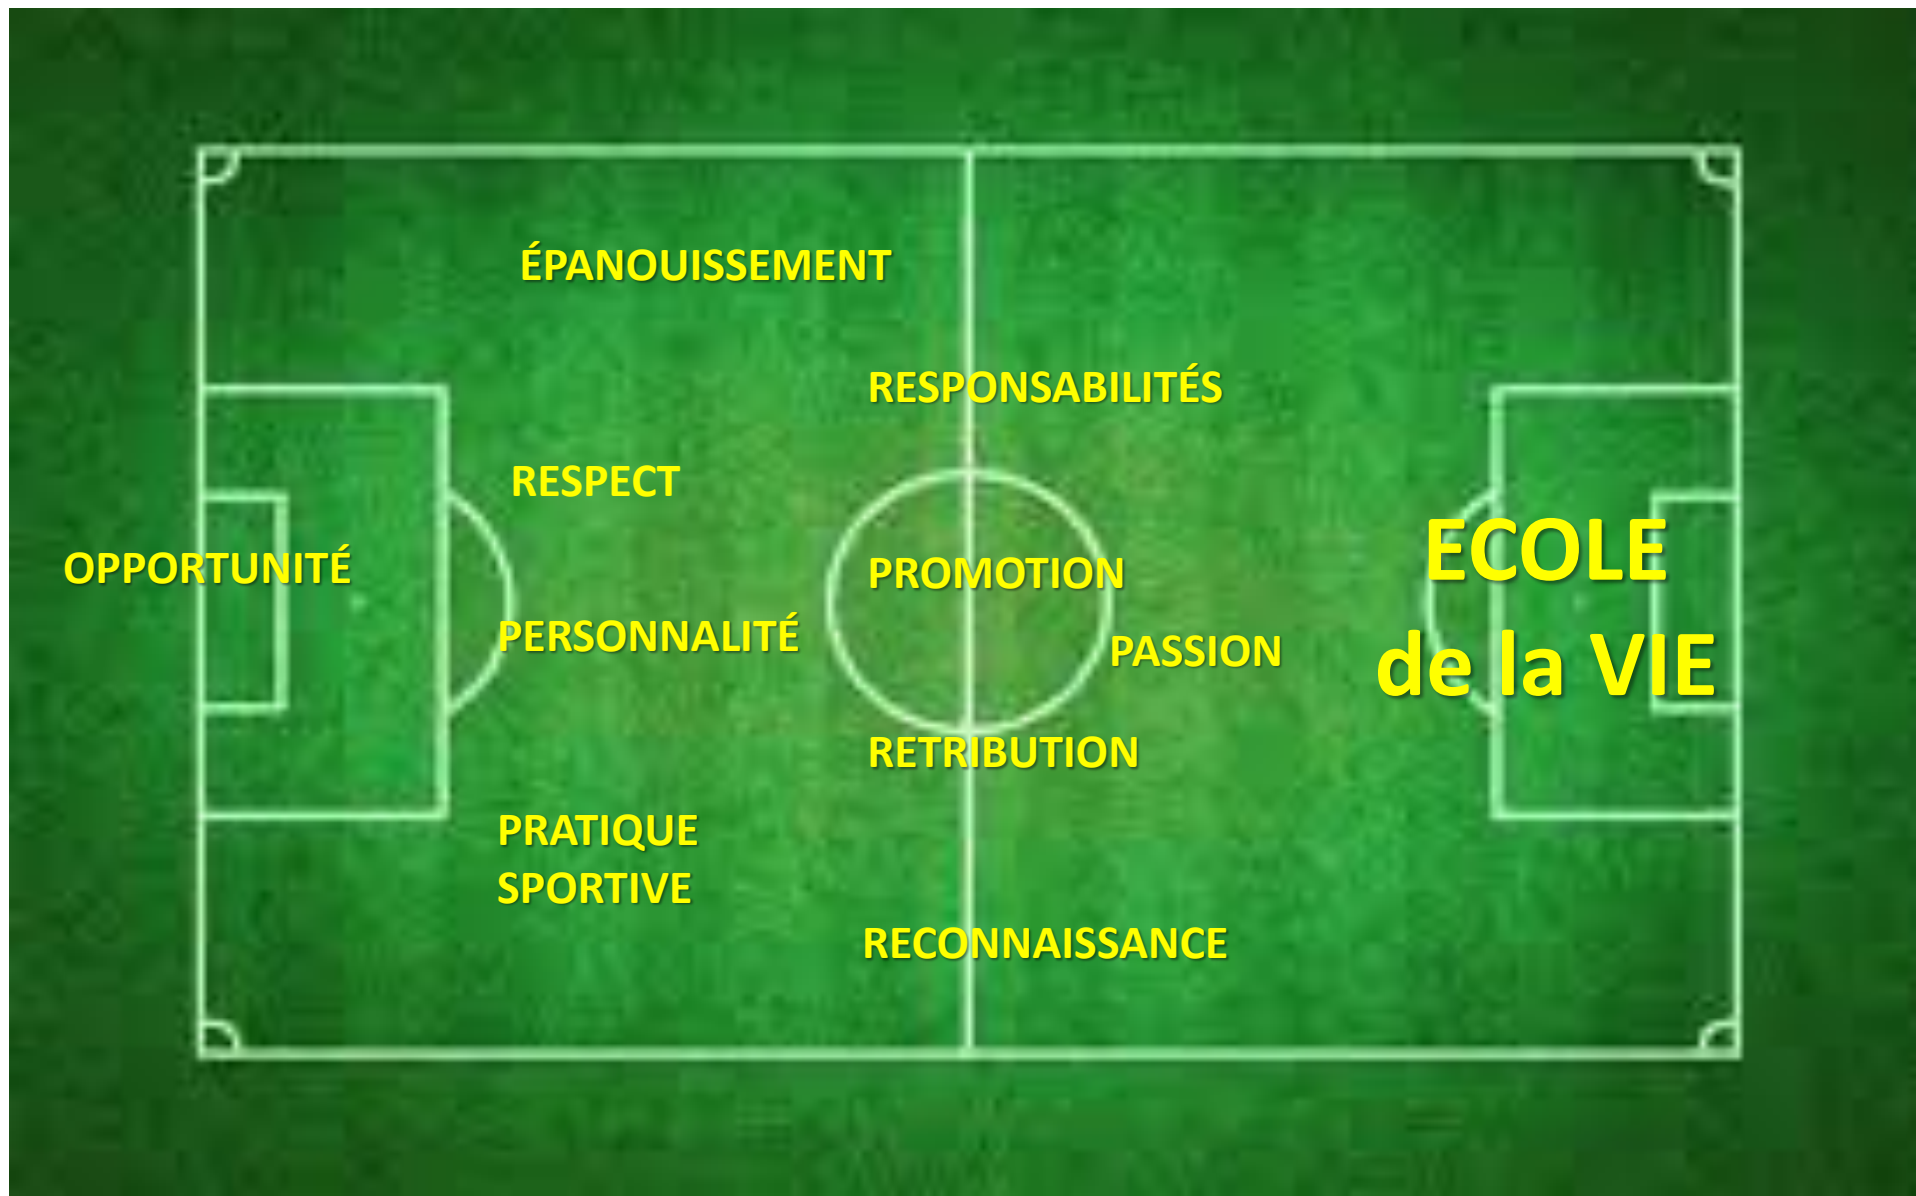 ÉPANOUISSEMENT
RESPONSABILITÉS
RESPECT
OPPORTUNITÉ
PROMOTION
PERSONNALITÉ
PASSION
RETRIBUTION
PRATIQUE
SPORTIVE
RECONNAISSANCE
ECOLE
de la VIE